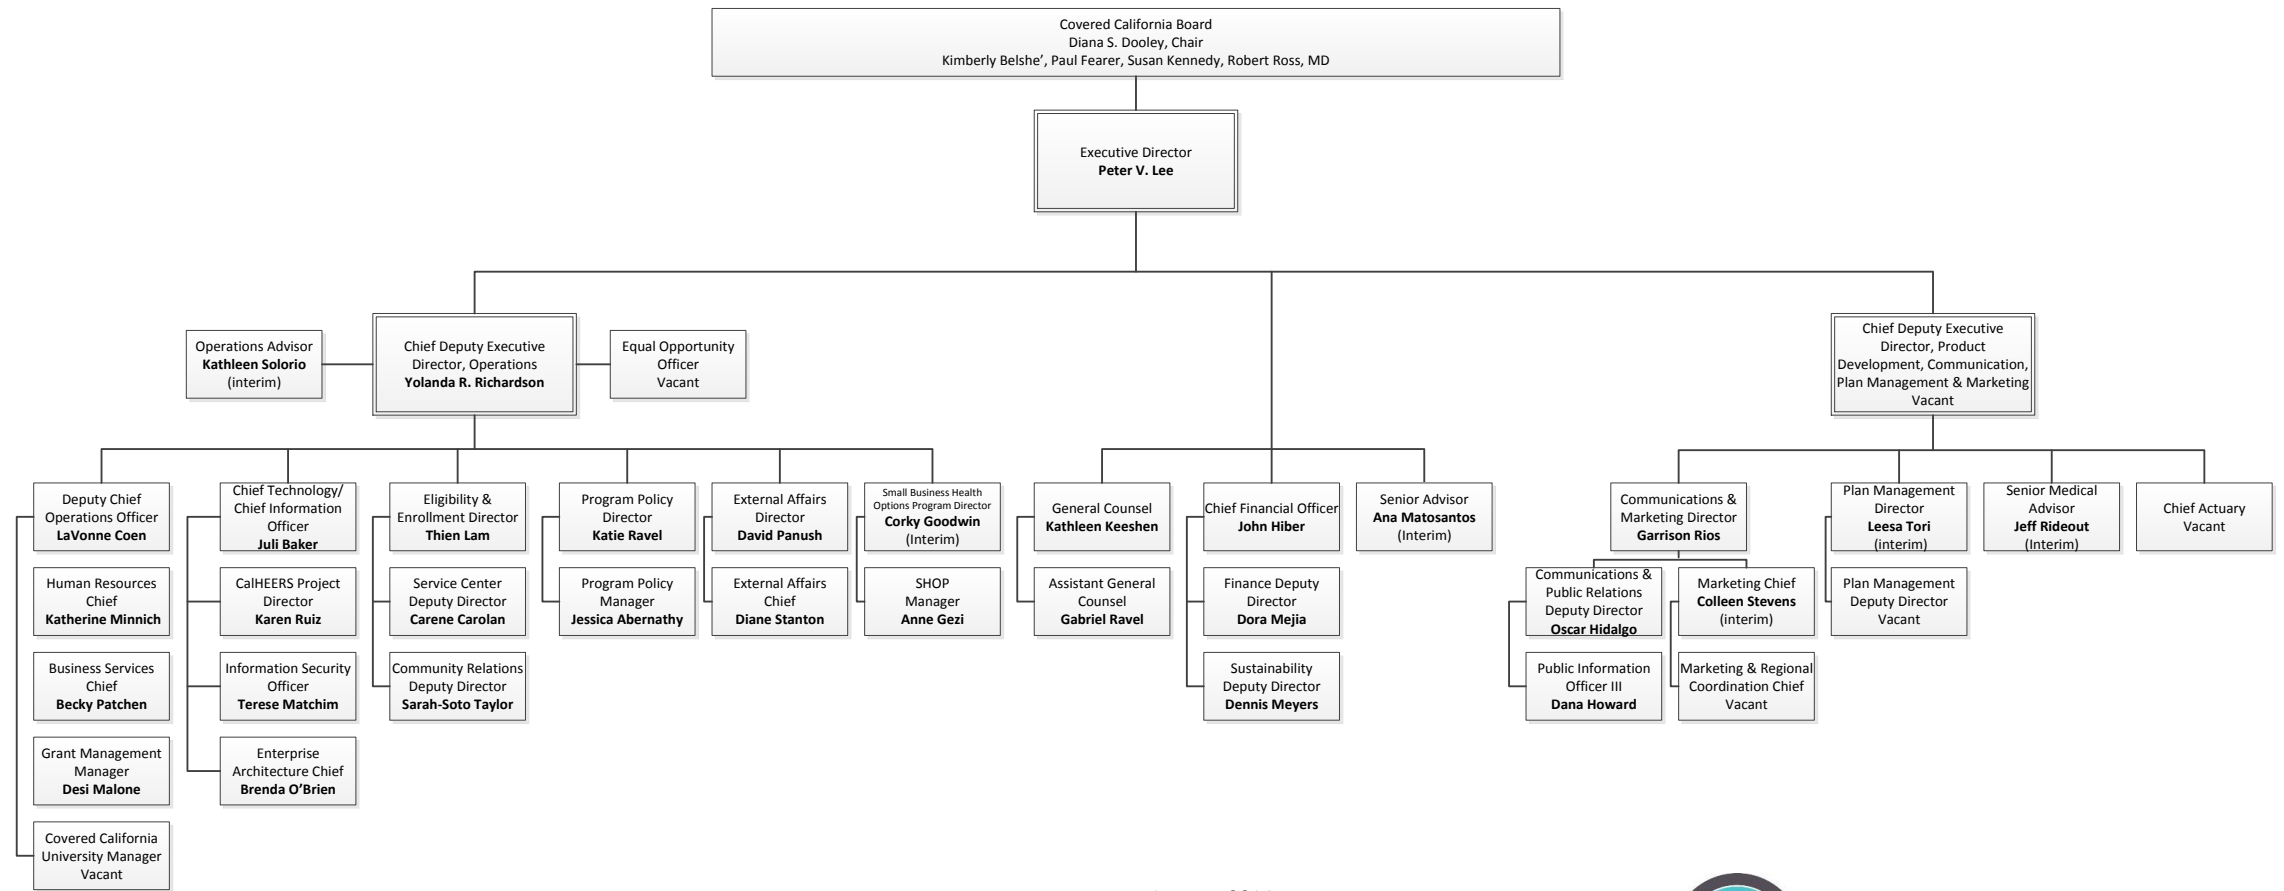 Covered California Board
Diana S. Dooley, Chair
Kimberly Belshe’, Paul Fearer, Susan Kennedy, Robert Ross, MD
Executive Director
Peter V. Lee
Operations Advisor
Kathleen Solorio
(interim)
Chief Deputy Executive
Director, Operations
Yolanda R. Richardson
Equal Opportunity
Officer
Vacant
Chief Deputy Executive
Director, Product
Development, Communication,
Plan Management & Marketing
Vacant
Deputy Chief
Operations Officer
LaVonne Coen
Chief Technology/
Chief Information
Officer
Juli Baker
Eligibility &
Enrollment Director
Thien Lam
Program Policy
Director
Katie Ravel
External Affairs
Director
David Panush
Small Business Health
Options Program Director
Corky Goodwin
(Interim)
General Counsel
Kathleen Keeshen
Chief Financial Officer
John Hiber
Senior Advisor
Ana Matosantos
(Interim)
Communications &
Marketing Director
Garrison Rios
Plan Management
Director
Leesa Tori
(interim)
Senior Medical
Advisor
Jeff Rideout
(Interim)
Chief Actuary
Vacant
Human Resources
Chief
Katherine Minnich
CalHEERS Project
Director
Karen Ruiz
Service Center
Deputy Director
Carene Carolan
Program Policy
Manager
Jessica Abernathy
External Affairs
Chief
Diane Stanton
SHOP
Manager
Anne Gezi
Assistant General
Counsel
Gabriel Ravel
Finance Deputy
Director
Dora Mejia
Communications &
Public Relations
Deputy Director
Oscar Hidalgo
Marketing Chief
Colleen Stevens
(interim)
Plan Management
Deputy Director
Vacant
Business Services
Chief
Becky Patchen
Information Security
Officer
Terese Matchim
Community Relations
Deputy Director
Sarah-Soto Taylor
Sustainability
Deputy Director
Dennis Meyers
Public Information
Officer III
Dana Howard
Marketing & Regional
Coordination Chief
Vacant
Grant Management
Manager
Desi Malone
Enterprise
Architecture Chief
Brenda O’Brien
Covered California
University Manager
Vacant